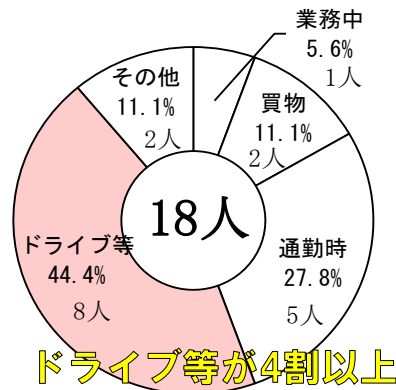 業務中
5.6%
1人
買物
11.1%
2人
通勤時
27.8%
5人
ドライブ等
44.4%
8人
その他
11.1%
2人
18人
ドライブ等が4割以上